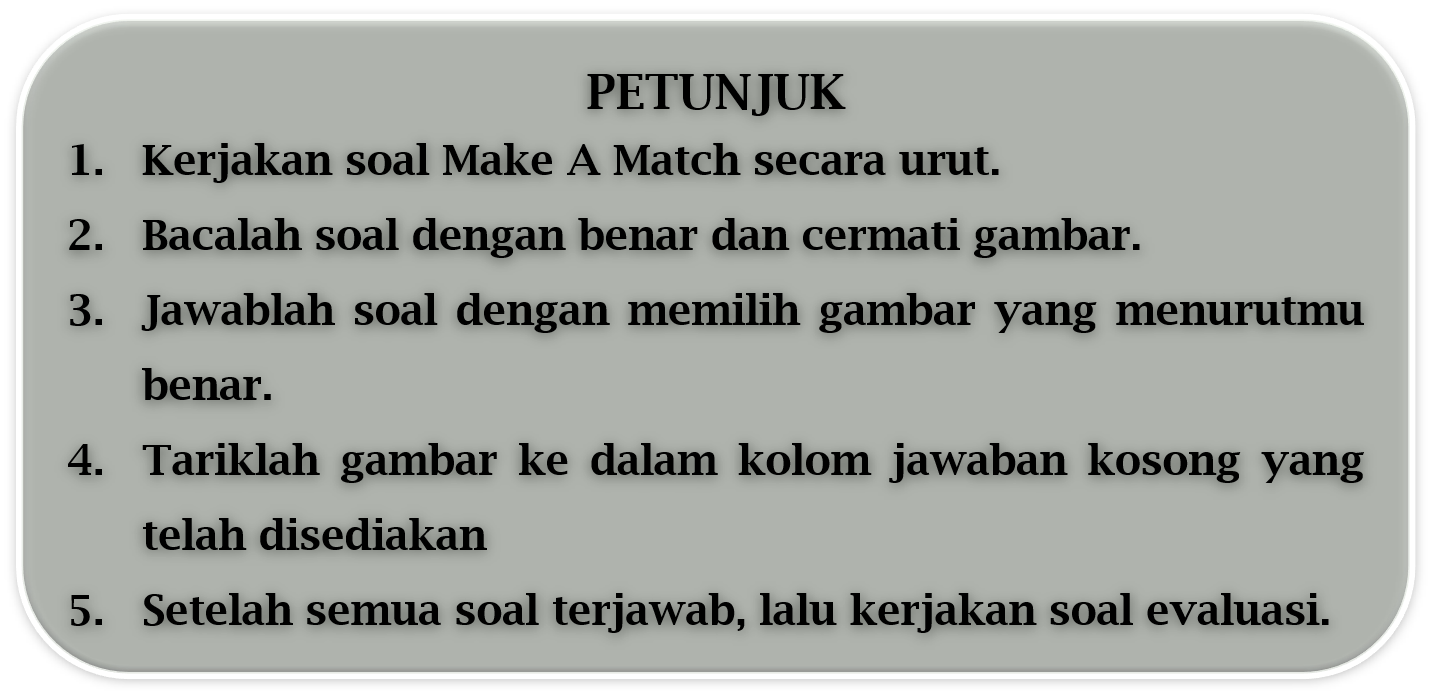 PETUNJUK
1. Kerjakan soal Make A Match secara urut.
2. Bacalah soal dengan benar dan cermati gambar.
3. Jawablah soal dengan memilih gambar yang menurutmu
benar.
4. Tariklah gambar ke dalam kolom jawaban kosong yang
telah disediakan
5. Setelah semua soal terjawab, lalu kerjakan soal evaluasi.